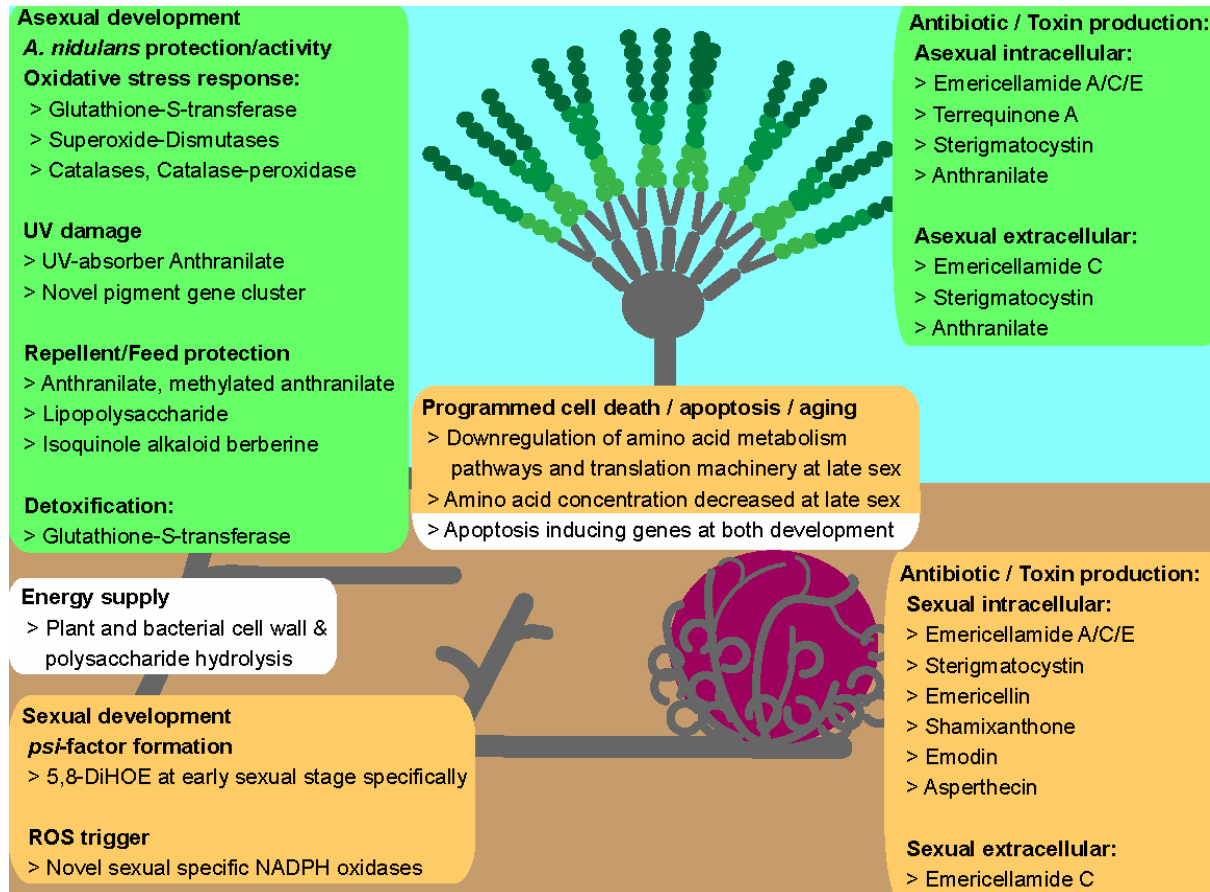 Asexual development
A. nidulans protection/activity
Oxidative stress response:
> Glutathione-S-transferase
> Superoxide-Dismutases
> Catalases, Catalase-peroxidase
UV damage
> UV-absorber Anthranilate
> Novel pigment gene cluster
Repellent/Feed protection
> Anthranilate, methylated anthranilate
> Lipopolysaccharide
> Isoquinole alkaloid berberine
Detoxification:
> Glutathione-S-transferase
Antibiotic / Toxin production:
Asexual intracellular:
> Emericellamide A/C/E
> Terrequinone A
> Sterigmatocystin
> Anthranilate
Asexual extracellular:
> Emericellamide C
> Sterigmatocystin
> Anthranilate
Programmed cell death / apoptosis / aging
> Downregulation of amino acid metabolism
pathways and translation machinery at late sex
> Amino acid concentration decreased at late sex
> Apoptosis inducing genes at both development
Energy supply
> Plant and bacterial cell wall &
polysaccharide hydrolysis
Sexual development
psi-factor formation
> 5,8-DiHOE at early sexual stage specifically
ROS trigger
> Novel sexual specific NADPH oxidases
Antibiotic / Toxin production:
Sexual intracellular:
> Emericellamide A/C/E
> Sterigmatocystin
> Emericellin
> Shamixanthone
> Emodin
> Asperthecin
Sexual extracellular:
> Emericellamide C